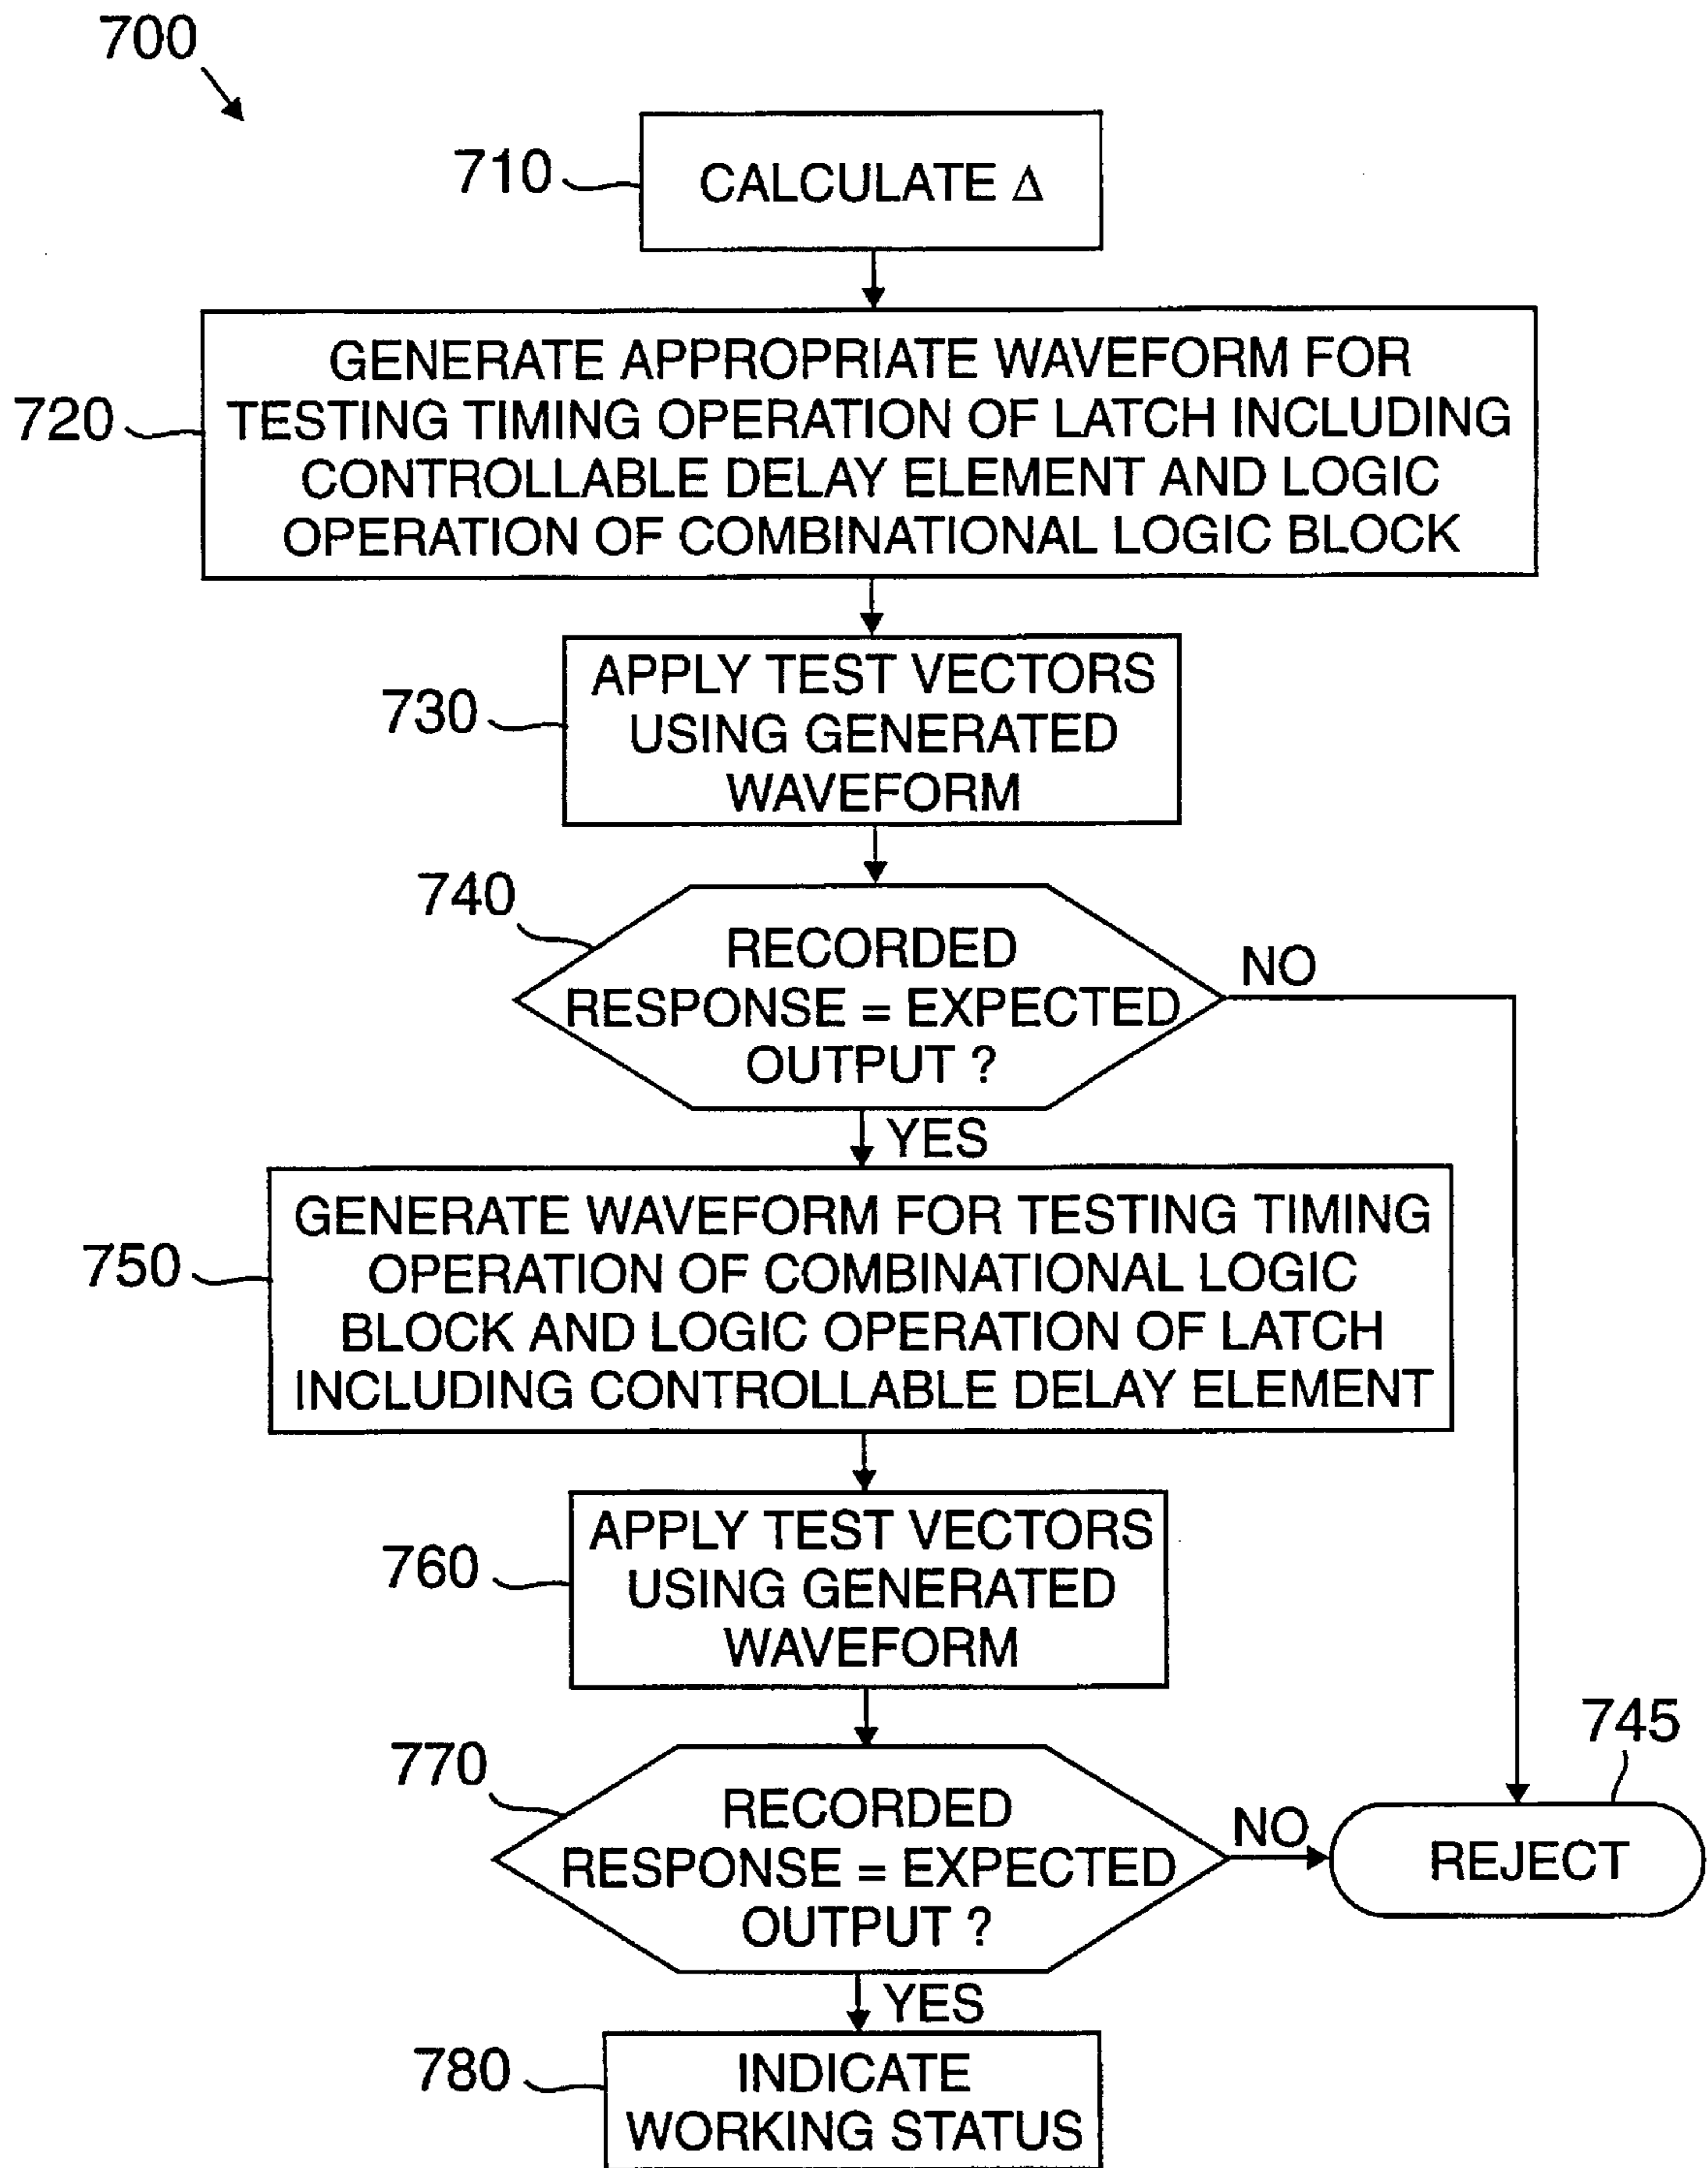 700
710
CALCULATE Δ
720
GENERATE APPROPRIATE WAVEFORM FOR
TESTING TIMING OPERATION OF LATCH INCLUDING
CONTROLLABLE DELAY ELEMENT AND LOGIC
OPERATION OF COMBINATIONAL LOGIC BLOCK
730
APPLY TEST VECTORS
USING GENERATED
WAVEFORM
740
RECORDED
RESPONSE = EXPECTED
OUTPUT ?
NO
YES
750
GENERATE WAVEFORM FOR TESTING TIMING
OPERATION OF COMBINATIONAL LOGIC
BLOCK AND LOGIC OPERATION OF LATCH
INCLUDING CONTROLLABLE DELAY ELEMENT
760
APPLY TEST VECTORS
USING GENERATED
WAVEFORM
770
RECORDED
RESPONSE = EXPECTED
OUTPUT ?
NO
745
REJECT
YES
780
INDICATE
WORKING STATUS